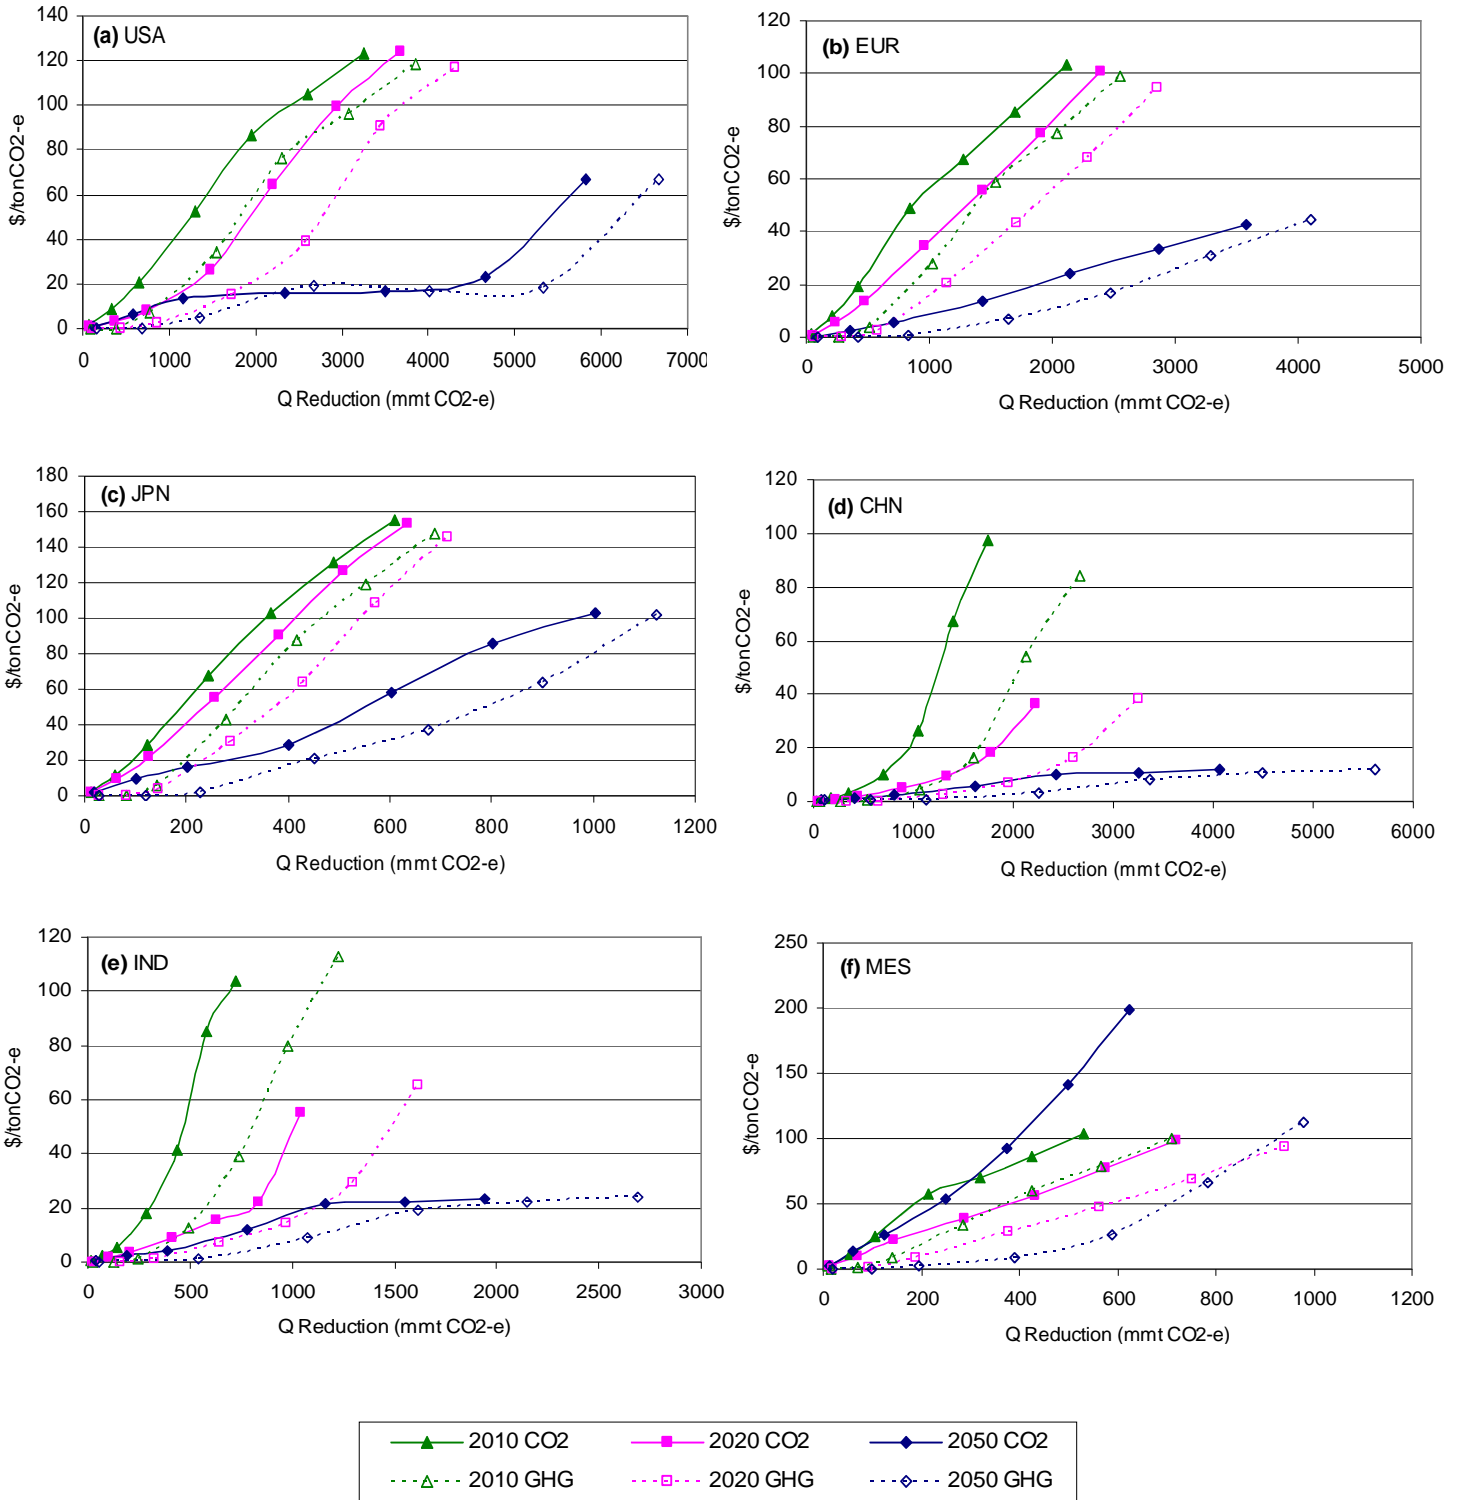 (a) USA
$/tonCO2-e
140
120
100
80
60
40
20
0
0 1000 2000 3000 4000 5000 6000 7000
Q Reduction (mmt CO2-e)
(b) EUR
$/tonCO2-e
120
100
80
60
40
20
0
0 1000 2000 3000 4000 5000
Q Reduction (mmt CO2-e)
(c) JPN
$/tonCO2-e
180
160
140
120
100
80
60
40
20
0
0 200 400 600 800 1000 1200
Q Reduction (mmt CO2-e)
(d) CHN
$/tonCO2-e
120
100
80
60
40
20
0
0 1000 2000 3000 4000 5000 6000
Q Reduction (mmt CO2-e)
(e) IND
$/tonCO2-e
120
100
80
60
40
20
0
0 500 1000 1500 2000 2500 3000
Q Reduction (mmt CO2-e)
(f) MES
$/tonCO2-e
250
200
150
100
50
0
0 200 400 600 800 1000 1200
Q Reduction (mmt CO2-e)
2010 CO2 2020 CO2 2050 CO2
2010 GHG 2020 GHG 2050 GHG